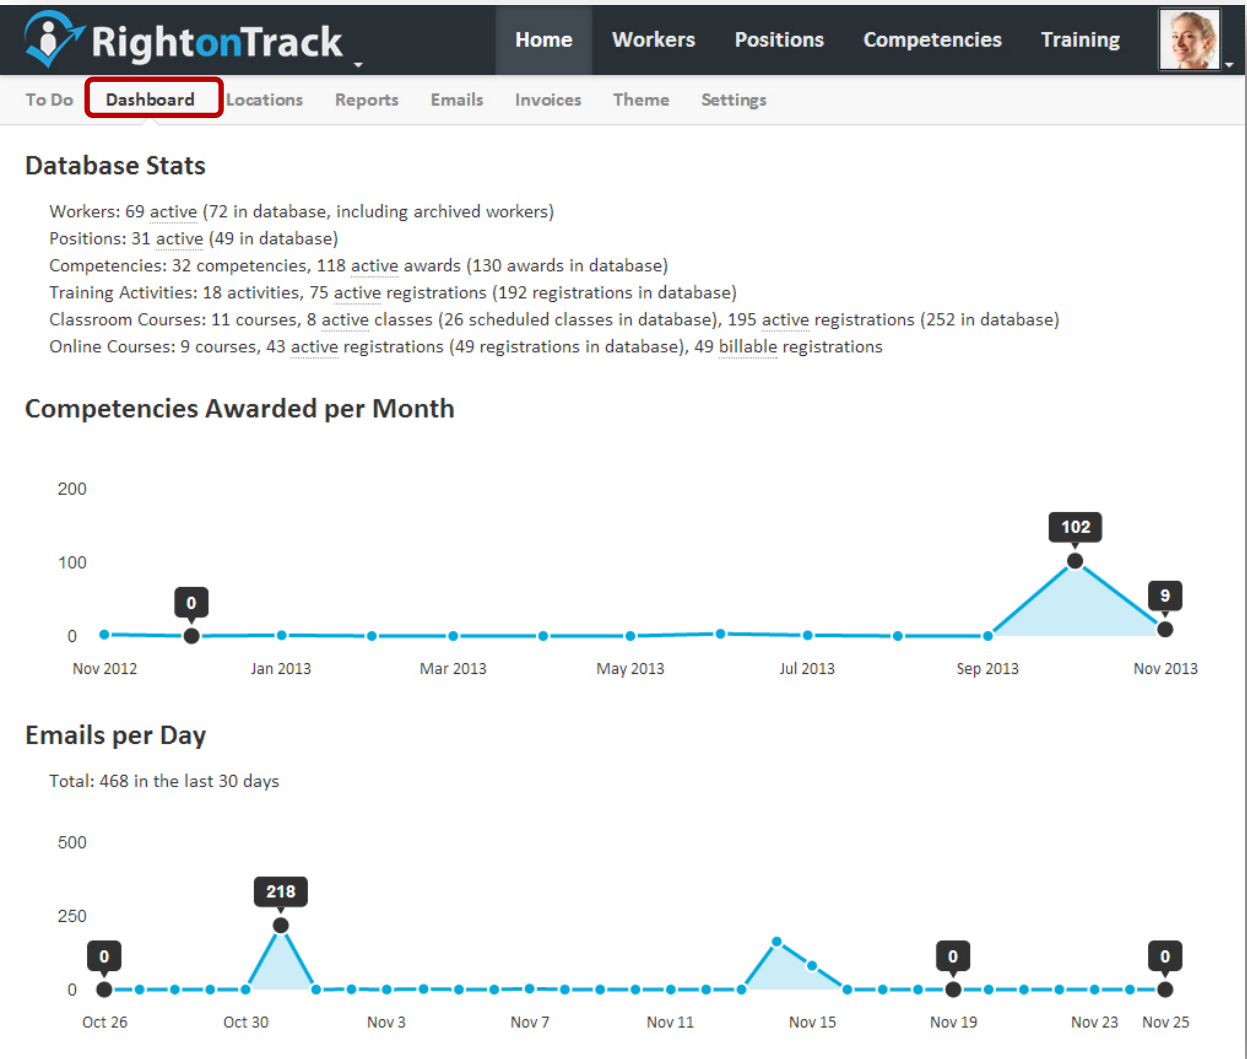 RightonTrack
Home Workers Positions Competencies Training
To Do Dashboard Locations Reports Emails Invoices Theme Settings
Database Stats
Workers: 69 active (72 in database, including archived workers)
Positions: 31 active (49 in database)
Competencies: 32 competencies, 118 active awards (130 awards in database)
Training Activities: 18 activities, 75 active registrations (192 registrations in database)
Classroom Courses: 11 courses, 8 active classes (26 scheduled classes in database), 195 active registrations (252 in database)
Online Courses: 9 courses, 43 active registrations (49 registrations in database), 49 billable registrations
Competencies Awarded per Month
200
102
100
0 9
0
Nov 2012 Jan 2013 Mar 2013 May 2013 Jul 2013 Sep 2013 Nov 2013
Emails per Day
Total: 468 in the last 30 days
500
218
250
0 0 0
0
Oct 26 Oct 30 Nov 3 Nov 7 Nov 11 Nov 15 Nov 19 Nov 23 Nov 25